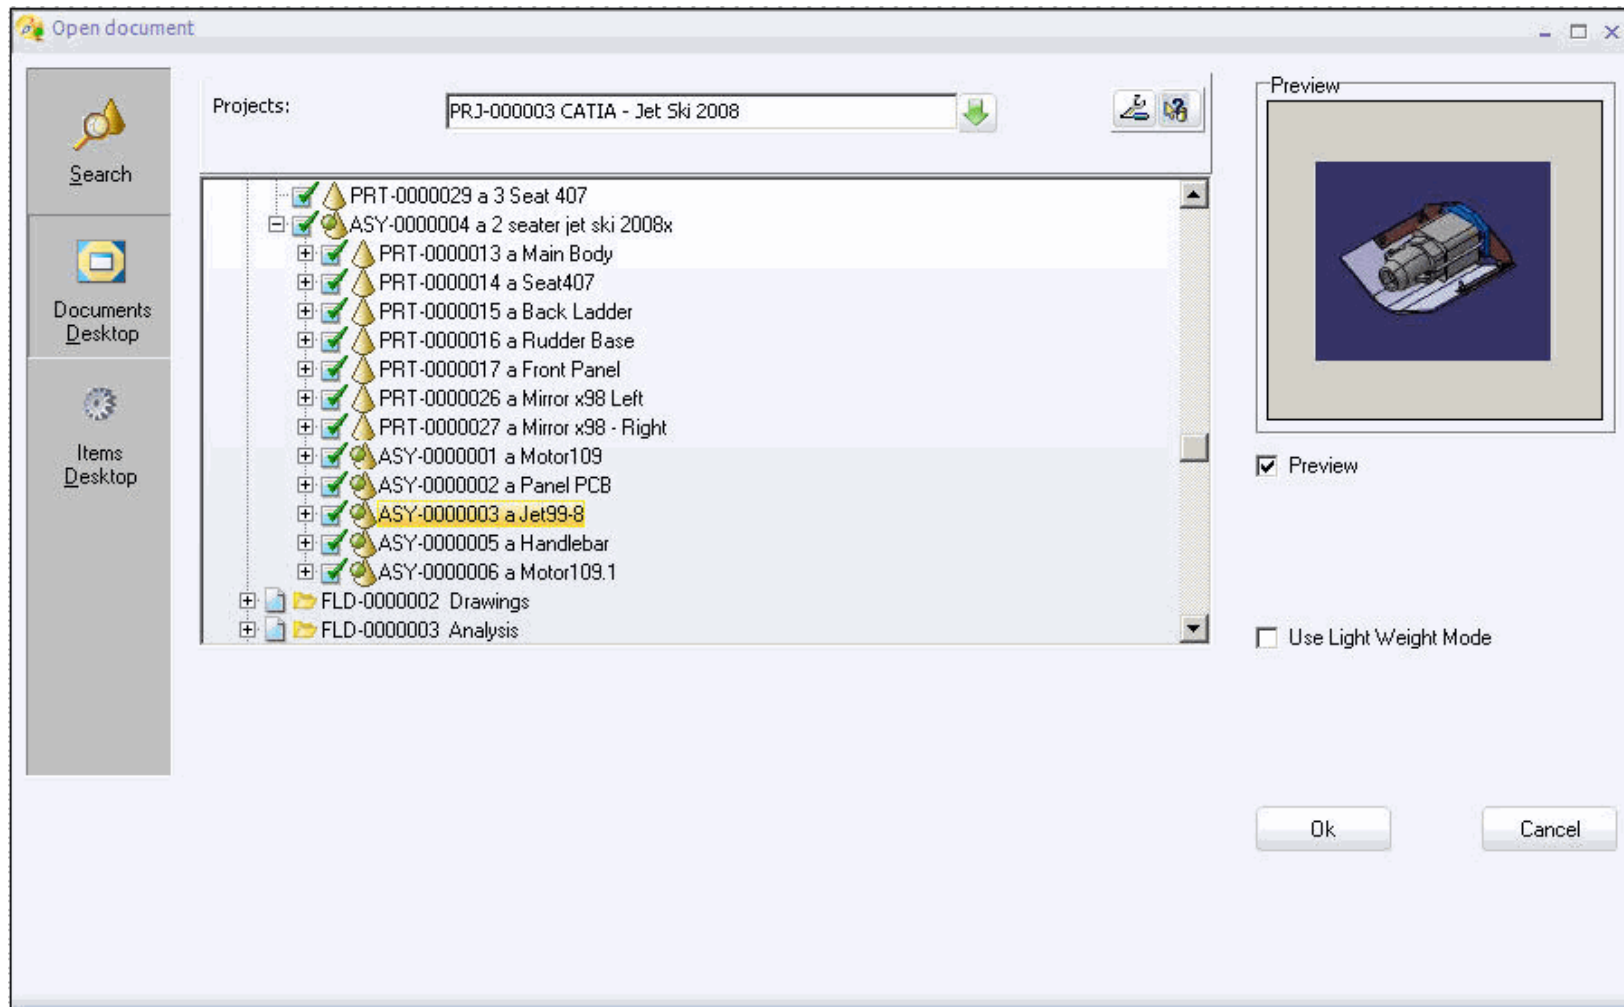 Open document
Search
Documents
Desktop
Items
Desktop
Projects:
PRJ-000003 CATIA - Jet Ski 2008
PRT-0000029 a 3 Seat 407
ASY-0000004 a 2 seater jet ski 2008x
PRT-0000013 a Main Body
PRT-0000014 a Seat407
PRT-0000015 a Back Ladder
PRT-0000016 a Rudder Base
PRT-0000017 a Front Panel
PRT-0000026 a Mirror x98 Left
PRT-0000027 a Mirror x98 - Right
ASY-0000001 a Motor109
ASY-0000002 a Panel PCB
ASY-0000003 a Jet99-8
ASY-0000005 a Handlebar
ASY-0000006 a Motor109.1
FLD-0000002 Drawings
FLD-0000003 Analysis
Preview
Preview
Use Light Weight Mode
Ok
Cancel